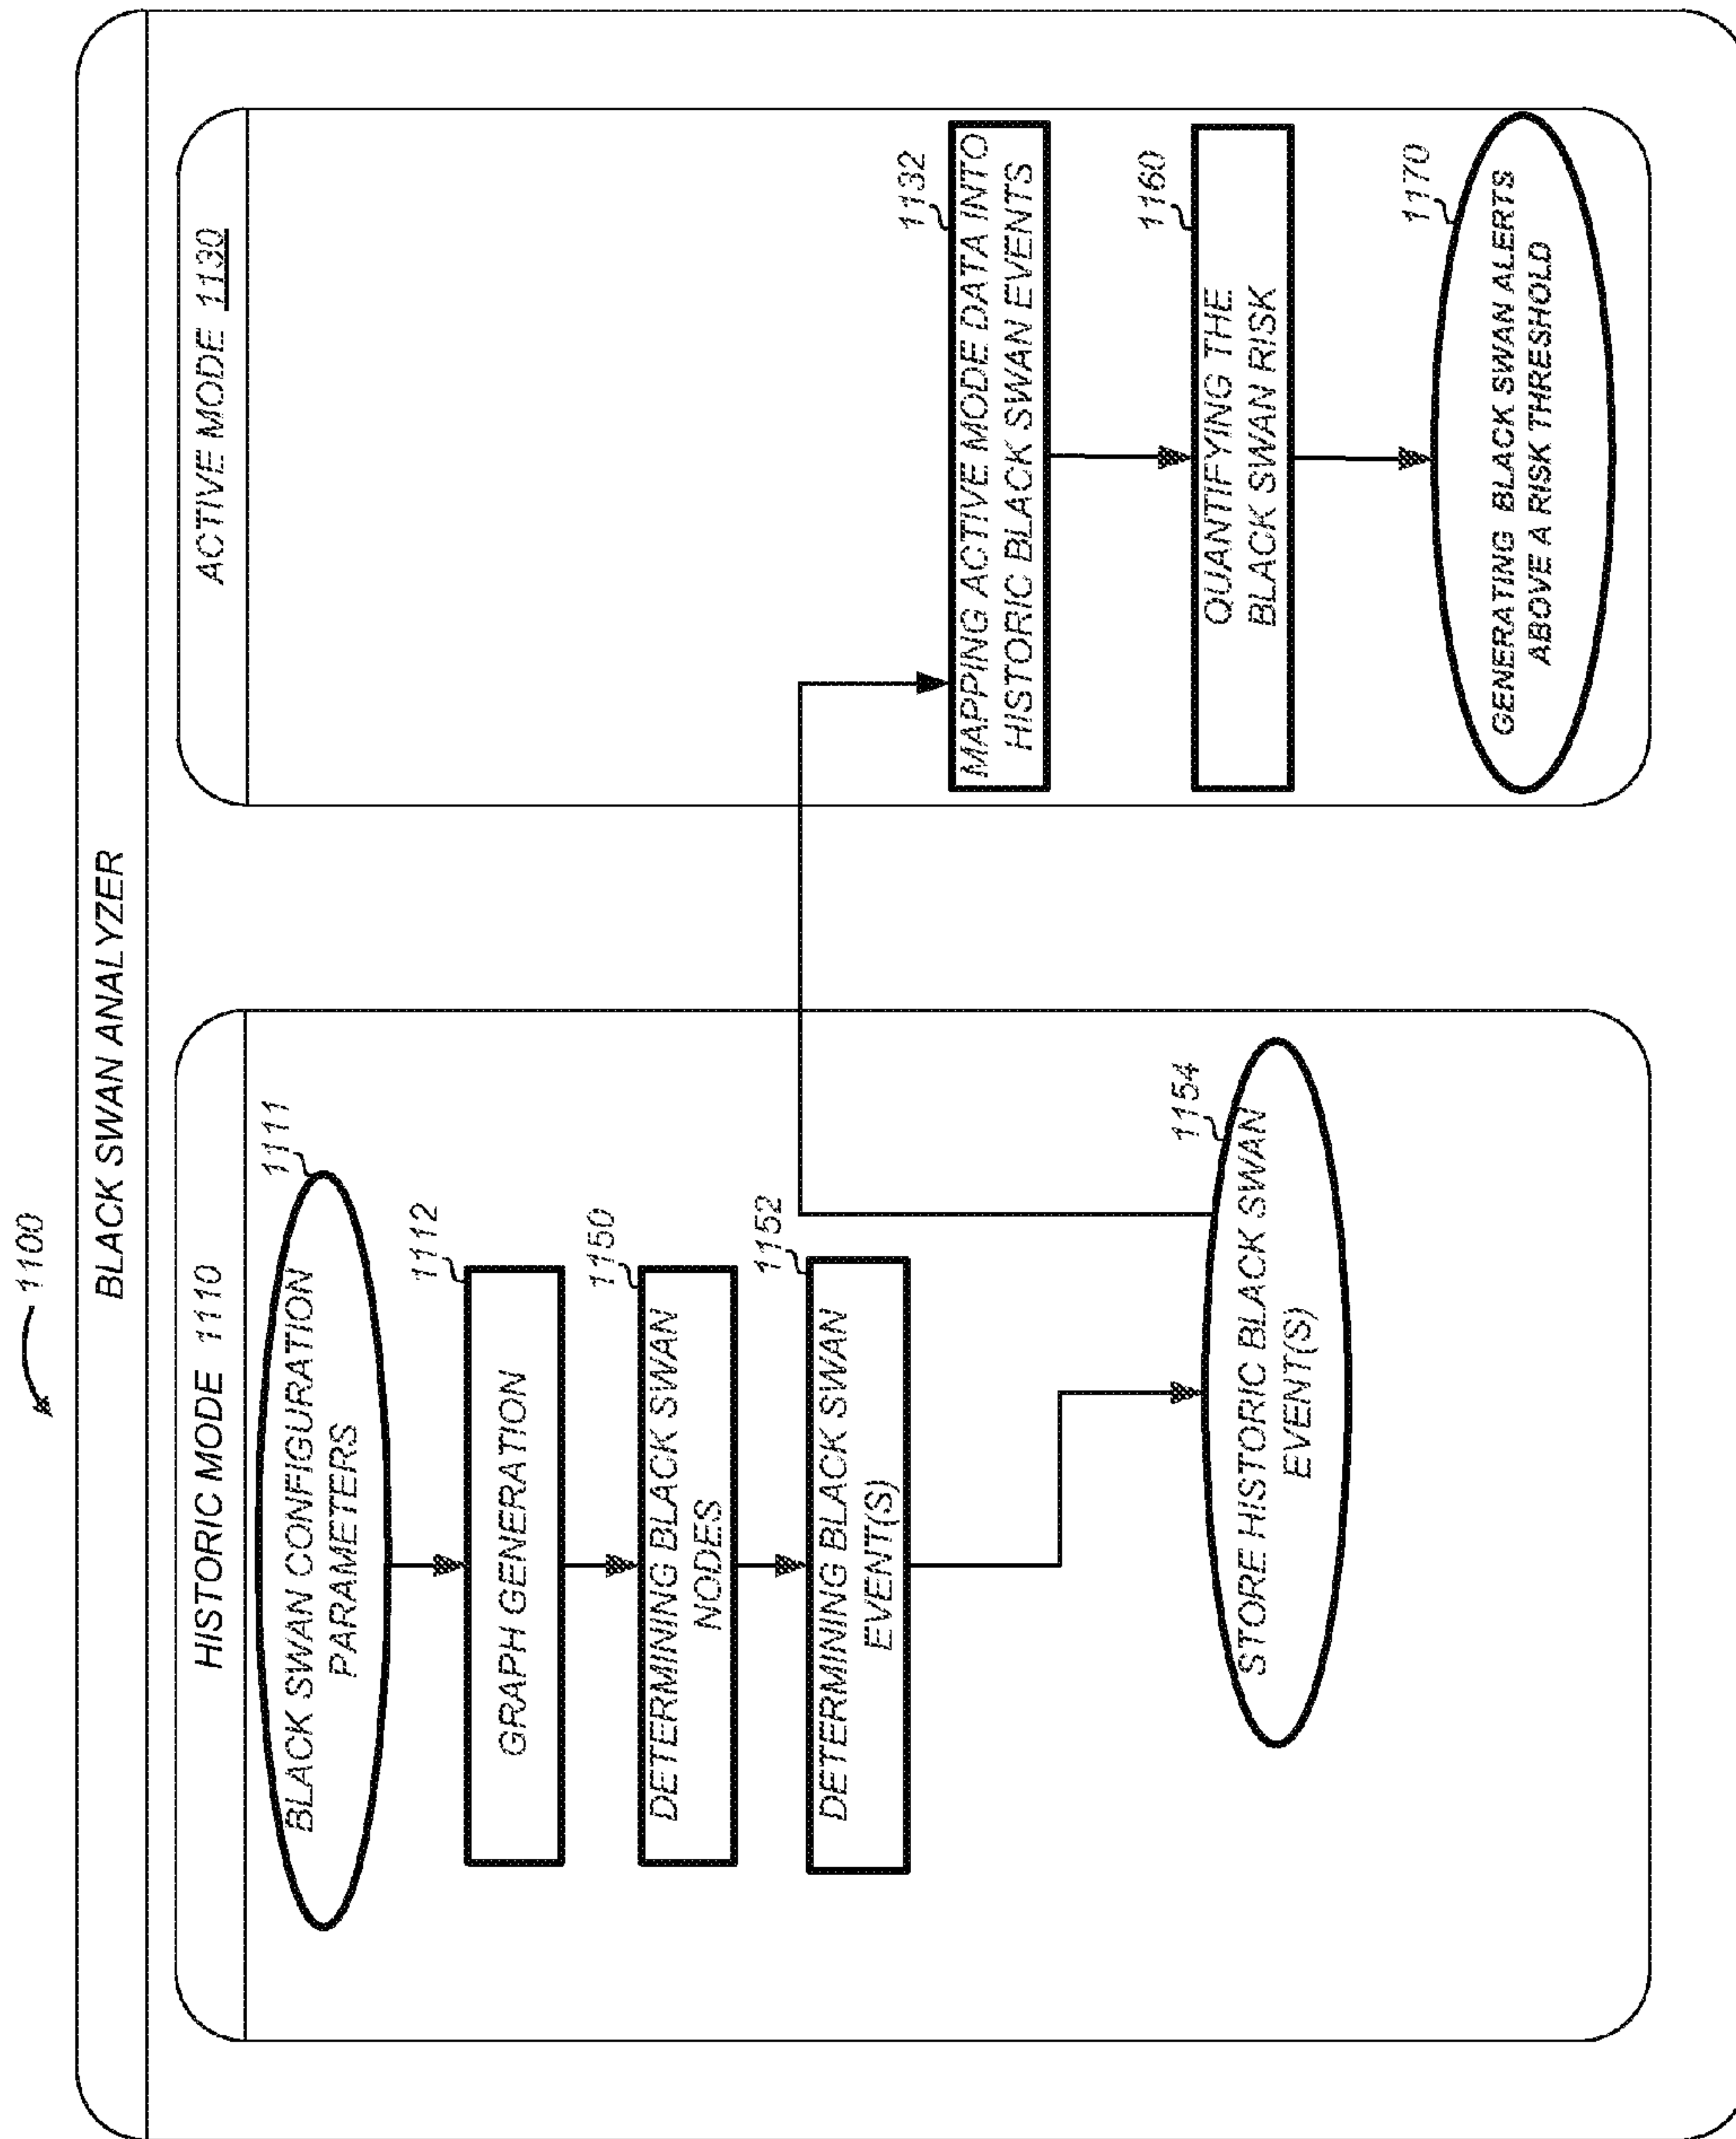 1100
BLACK SWAN ANALYZER
HISTORIC MODE 1110
1111
BLACK SWAN CONFIGURATION
PARAMETERS
1112
GRAPH GENERATION
1150
DETERMINING BLACK SWAN
NODES
1152
DETERMINING BLACK SWAN
EVENT(S)
1154
STORE HISTORIC BLACK SWAN
EVENT(S)
ACTIVE MODE 1130
1132
MAPPING ACTIVE MODE DATA INTO
HISTORIC BLACK SWAN EVENTS
1160
QUANTIFYING THE
BLACK SWAN RISK
1170
GENERATING BLACK SWAN ALERTS
ABOVE A RISK THRESHOLD